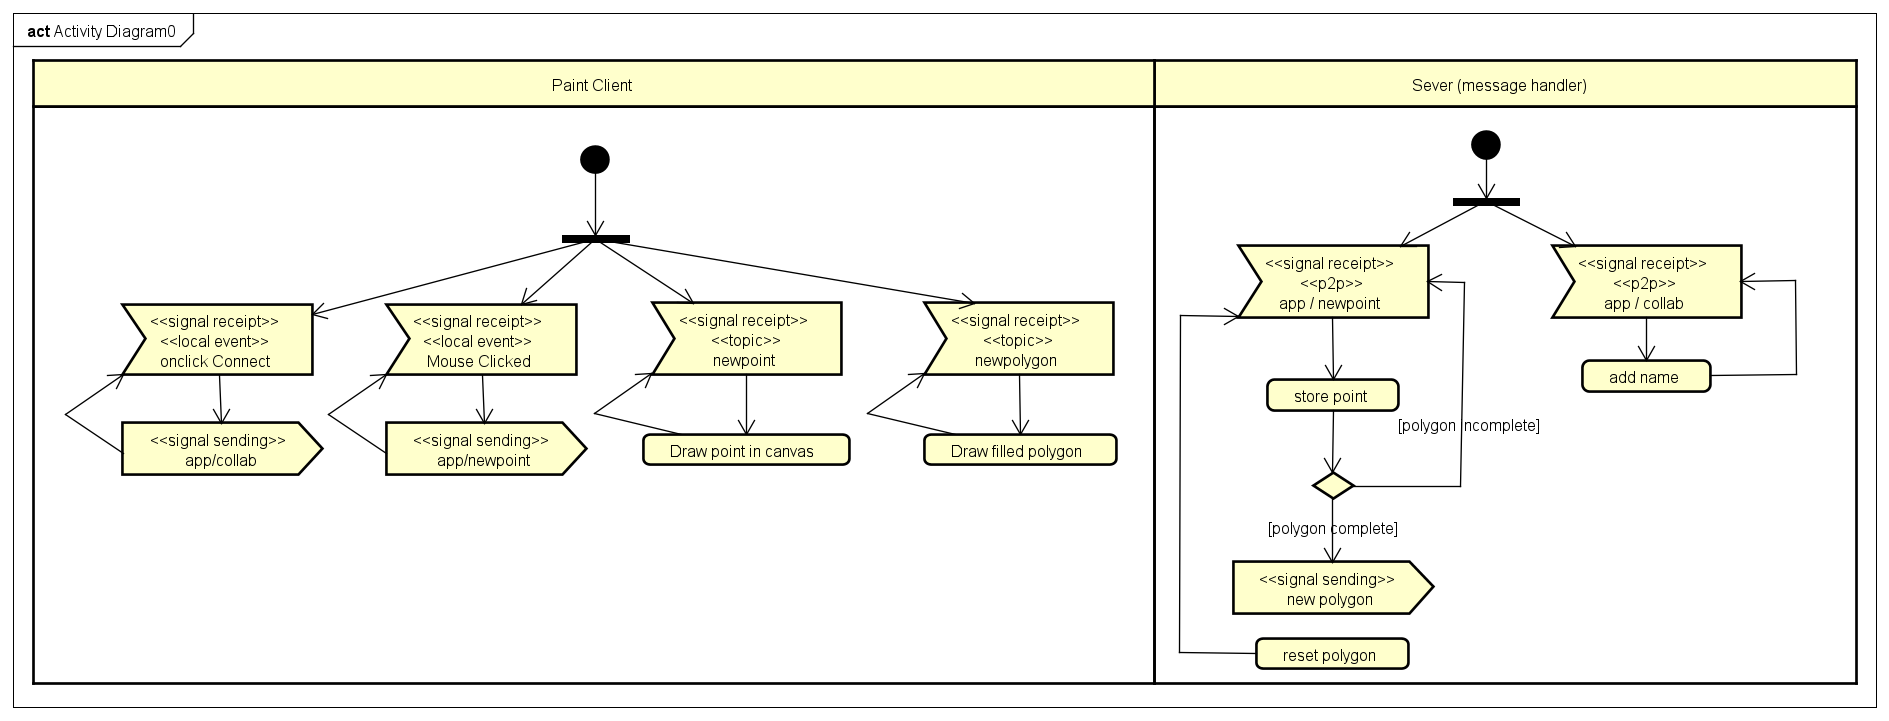 act Activity Diagram0
Paint Client
Sever (message handler)
<<signal receipt>>
<<local event>>
onclick Connect
<<signal receipt>>
<<local event>>
Mouse Clicked
<<signal receipt>>
<<topic>>
newpoint
<<signal receipt>>
<<topic>>
newpolygon
<<signal sending>>
app/collab
<<signal sending>>
app/newpoint
Draw point in canvas
Draw filled polygon
<<signal receipt>>
<<p2p>>
app / newpoint
<<signal receipt>>
<<p2p>>
app / collab
store point
add name
[polygon incomplete]
[polygon complete]
<<signal sending>>
new polygon
reset polygon